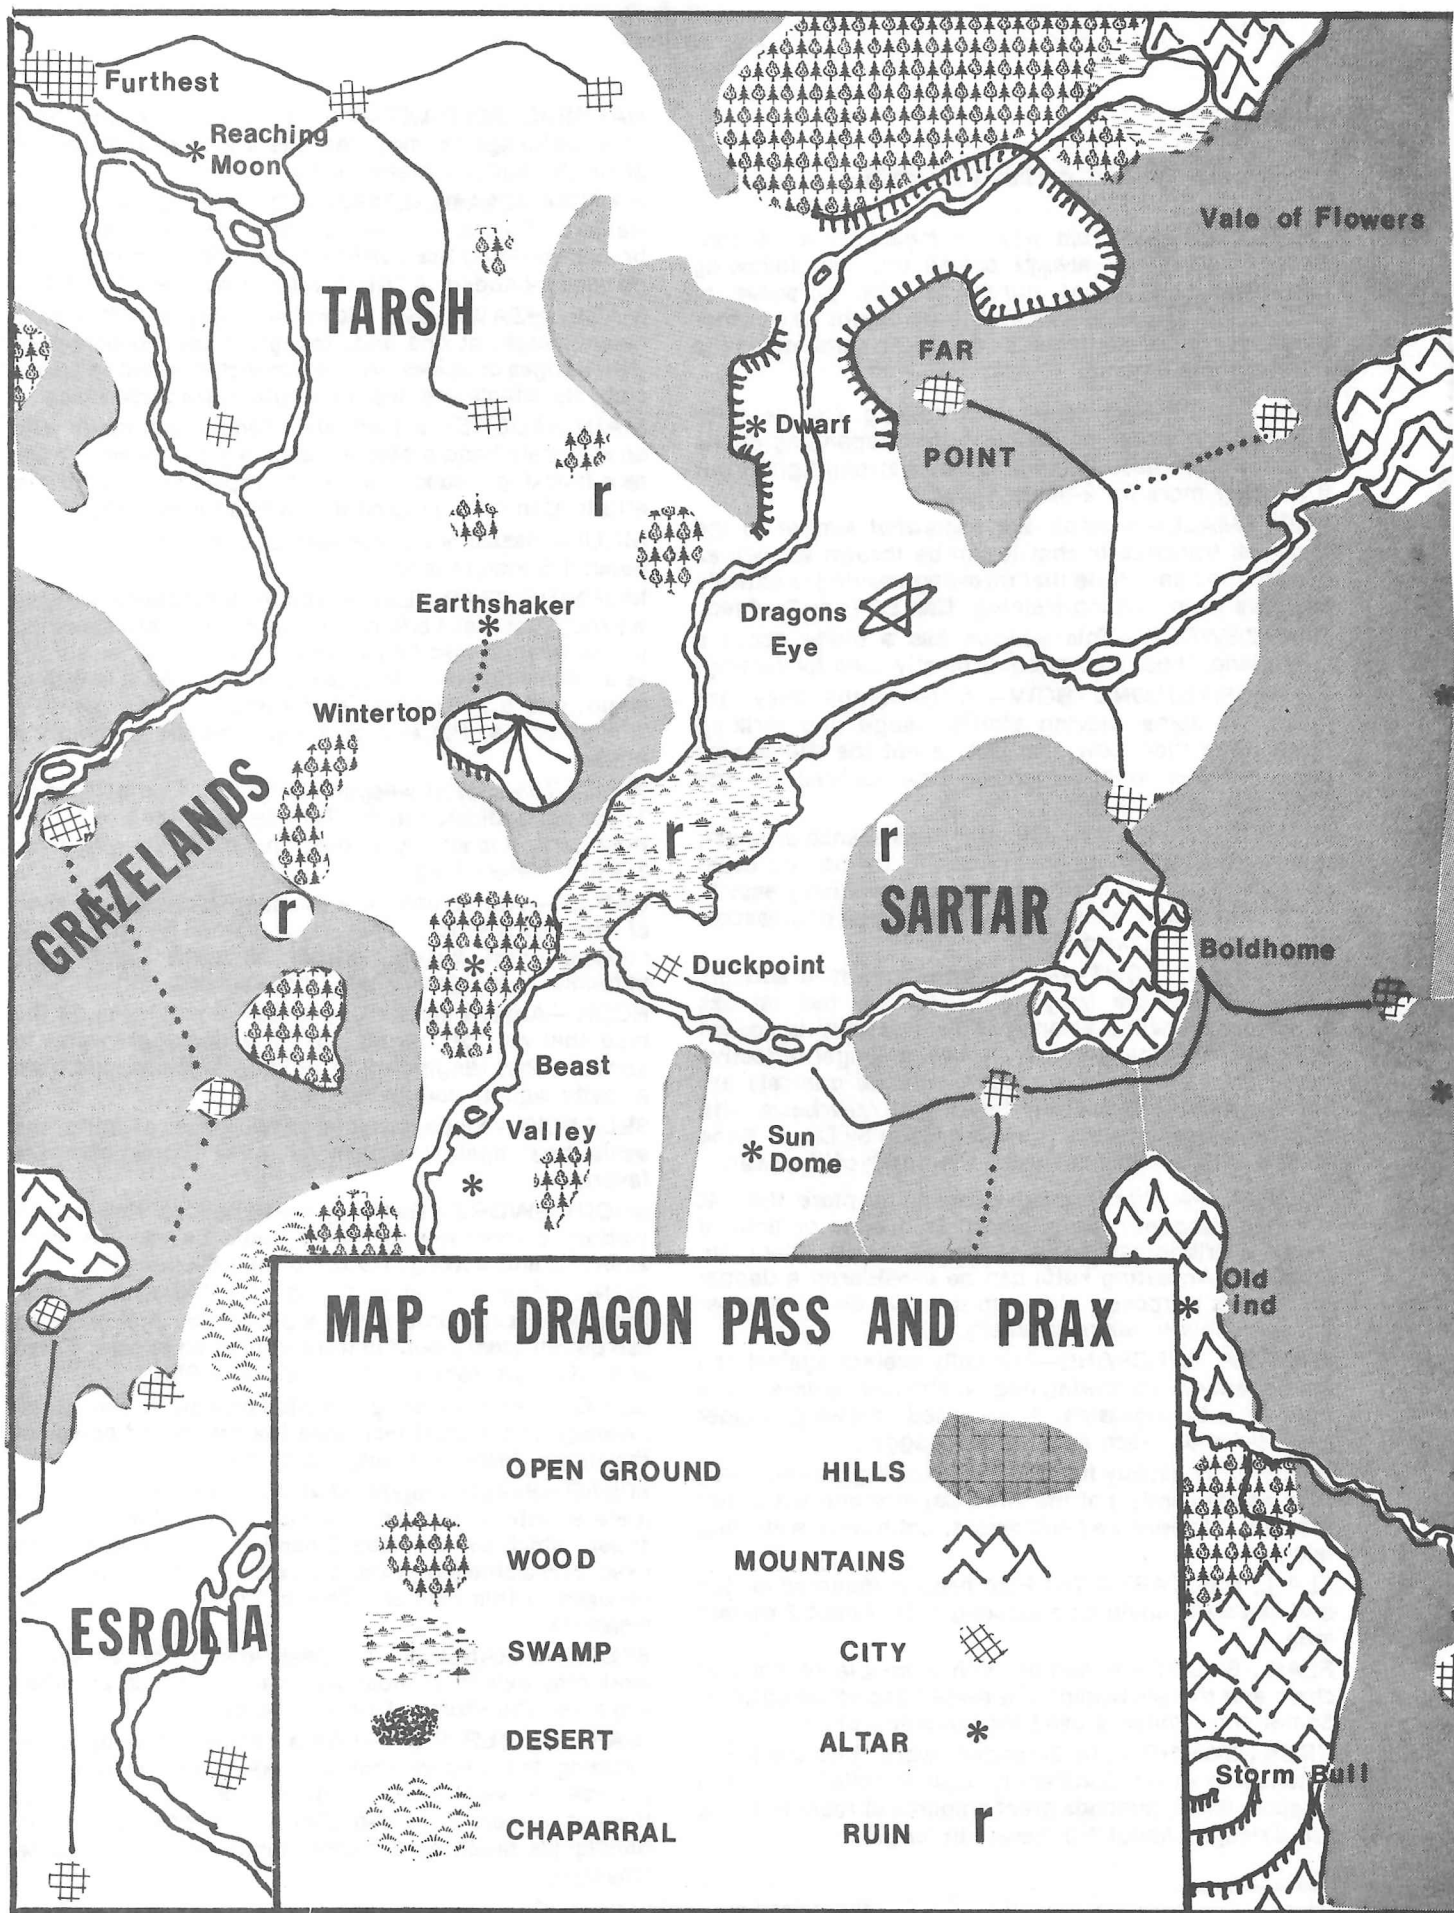 Furthest
Reaching
Moon
Vale of Flowers
TARSH
FAR
POINT
Dwarf
r
Earthshaker
Dragons
Eye
Wintertop
GRAZELANDS
r
r
r
SARTAR
Boldhome
Duckpoint
Beast
Valley
Sun
Dome
Old
ind
MAP of DRAGON PASS AND PRAX
OPEN GROUND
HILLS
WOOD
MOUNTAINS
SWAMP
CITY
DESERT
ALTAR
CHAPARRAL
RUIN r
ESROLIA
Storm Bull